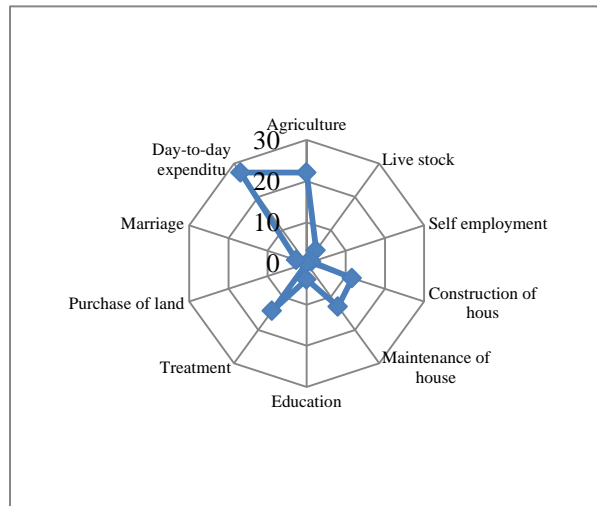 Agriculture
Live stock
Self employment
Construction of
hous
Maintenance of
house
Education
Treatment
Purchase of land
Marriage
Day-to-day
expenditu
30
20
10
0